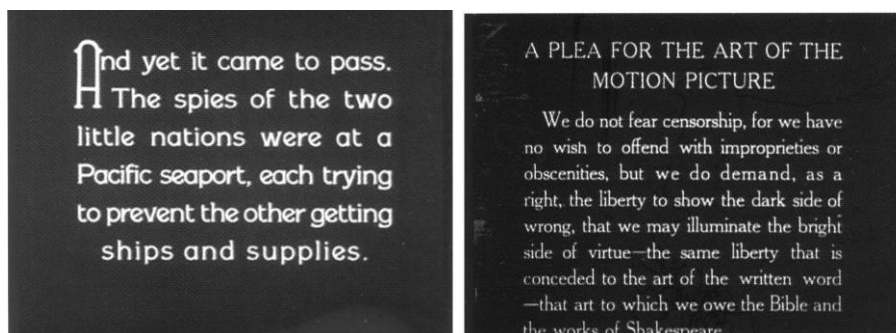 And yet it came to pass.
The spies of the two
little nations were at a
Pacific seaport, each trying
to prevent the other getting
ships and supplies.
A PLEA FOR THE ART OF THE
MOTION PICTURE
We do not fear censorship, for we have
no wish to offend with improprieties or
obscenities, but we do demand, as a
right, the liberty to show the dark side of
wrong, that we may illuminate the bright
side of virtue—the same liberty that is
conceded to the art of the written word
—that art to which we owe the Bible and
the works of Shakespeare